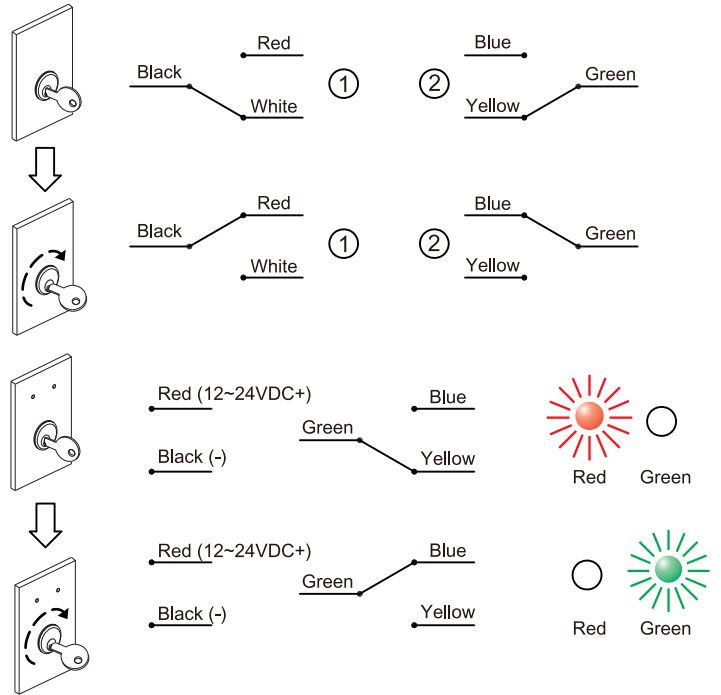 Red
Blue
Black
1
2
Green
White
Yellow
Red
Blue
Black
1
2
Green
White
Yellow
Red (12~24VDC+)
Blue
Green
Black (-)
Yellow
Red
Green
Red (12~24VDC+)
Blue
Green
Black (-)
Yellow
Red
Green